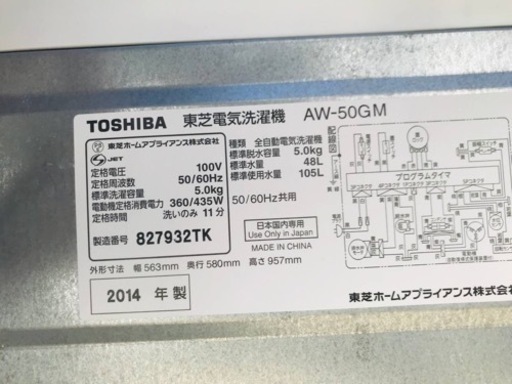 TOSHIBA 東芝電気洗濯機 AW-50GM
東芝ホームアプライアンス株式会社
S JET
定格電圧 100V
定格周波数 50/60Hz
標準洗濯容量 5.0kg
電動機定格消費電力 360/435W
定格時間 洗いのみ 11分
製造番号 827932TK
種類 全自動電気洗濯機
標準脱水容量 5.0kg
標準水量 48L
標準使用水量 105L
50/60Hz共用
日本国内専用
Use Only in Japan
MADE IN CHINA
外形寸法 幅 563mm 奥行 580mm 高さ 957mm
2014 年製
配線図
プログラムタイマ
東芝ホームアプライアンス株式会社